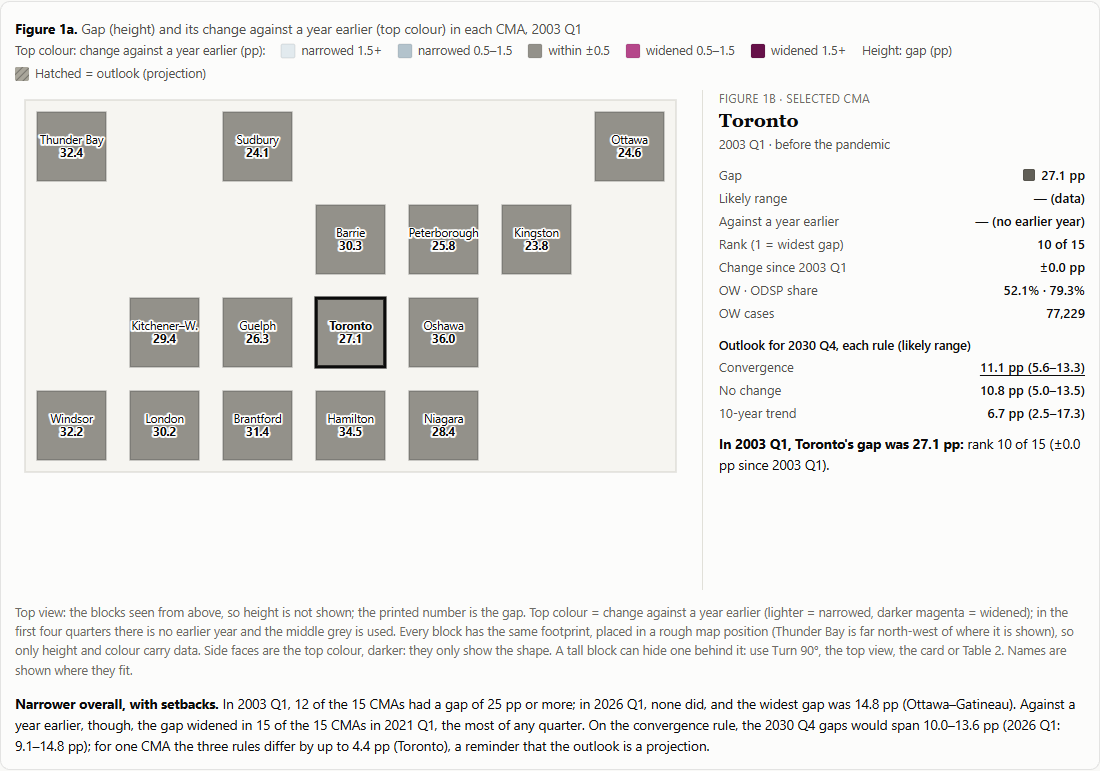 Figure 1a. Gap (height) and its change against a year earlier (top colour) in each CMA, 2003 Q1
Top colour: change against a year earlier (pp): narrowed 1.5+ narrowed 0.5–1.5 within ±0.5 widened 0.5–1.5 widened 1.5+ Height: gap (pp)
Hatched = outlook (projection)
Thunder Bay
32.4
Sudbury
24.1
Ottawa
24.6
Barrie
30.3
Peterborough
25.8
Kingston
23.8
Kitchener–W.
29.4
Guelph
26.3
Toronto
27.1
Oshawa
36.0
Windsor
32.2
London
30.2
Brantford
31.4
Hamilton
34.5
Niagara
28.4
FIGURE 1B · SELECTED CMA
Toronto
2003 Q1 · before the pandemic
Gap 27.1 pp
Likely range — (data)
Against a year earlier — (no earlier year)
Rank (1 = widest gap) 10 of 15
Change since 2003 Q1 ±0.0 pp
OW · ODSP share 52.1% · 79.3%
OW cases 77,229
Outlook for 2030 Q4, each rule (likely range)
Convergence 11.1 pp (5.6–13.3)
No change 10.8 pp (5.0–13.5)
10-year trend 6.7 pp (2.5–17.3)
In 2003 Q1, Toronto's gap was 27.1 pp: rank 10 of 15 (±0.0
pp since 2003 Q1).
Top view: the blocks seen from above, so height is not shown; the printed number is the gap. Top colour = change against a year earlier (lighter = narrowed, darker magenta = widened); in the
first four quarters there is no earlier year and the middle grey is used. Every block has the same footprint, placed in a rough map position (Thunder Bay is far north-west of where it is shown), so
only height and colour carry data. Side faces are the top colour, darker: they only show the shape. A tall block can hide one behind it: use Turn 90°, the top view, the card or Table 2. Names are
shown where they fit.
Narrower overall, with setbacks. In 2003 Q1, 12 of the 15 CMAs had a gap of 25 pp or more; in 2026 Q1, none did, and the widest gap was 14.8 pp (Ottawa–Gatineau). Against a
year earlier, though, the gap widened in 15 of the 15 CMAs in 2021 Q1, the most of any quarter. On the convergence rule, the 2030 Q4 gaps would span 10.0–13.6 pp (2026 Q1:
9.1–14.8 pp); for one CMA the three rules differ by up to 4.4 pp (Toronto), a reminder that the outlook is a projection.